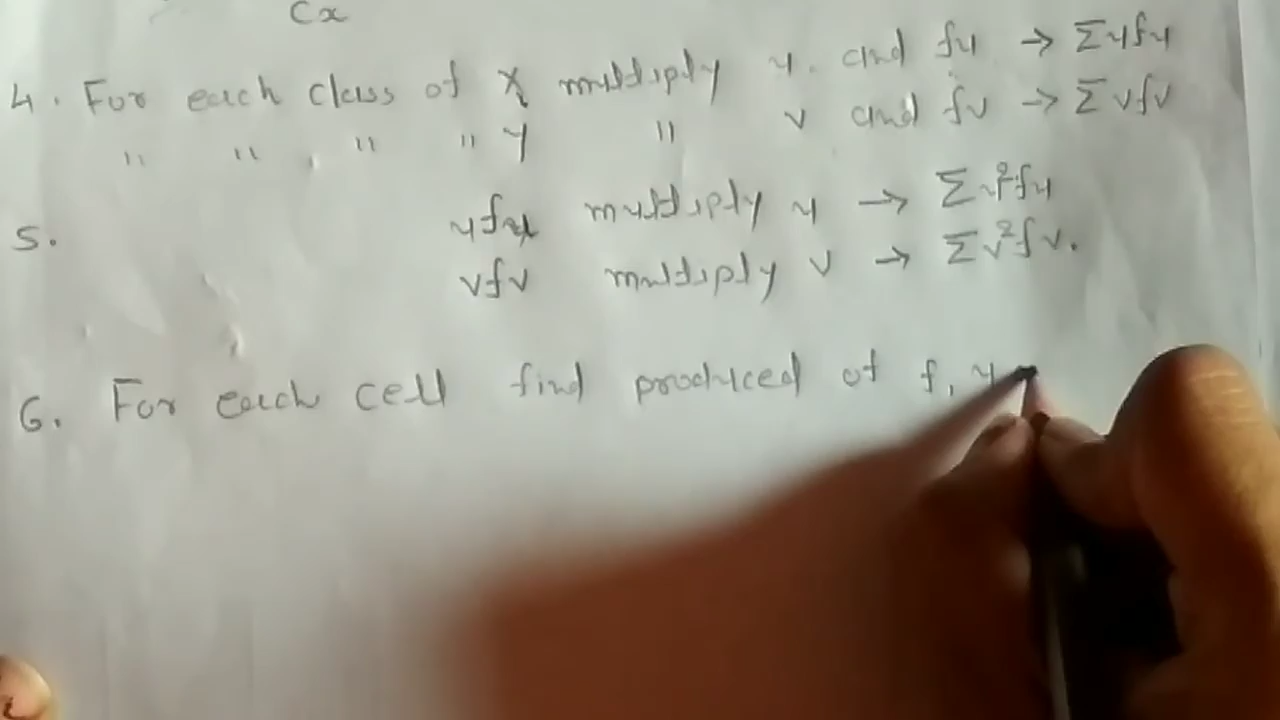 Cx
4. For each class of X multiply u. and fu → Σufu
" " " " Y " v and fv → Σvfv
5. ufu multiply u → Σu²fu
vfv multiply v → Σv²fv.
6. For each cell find produced of f, u